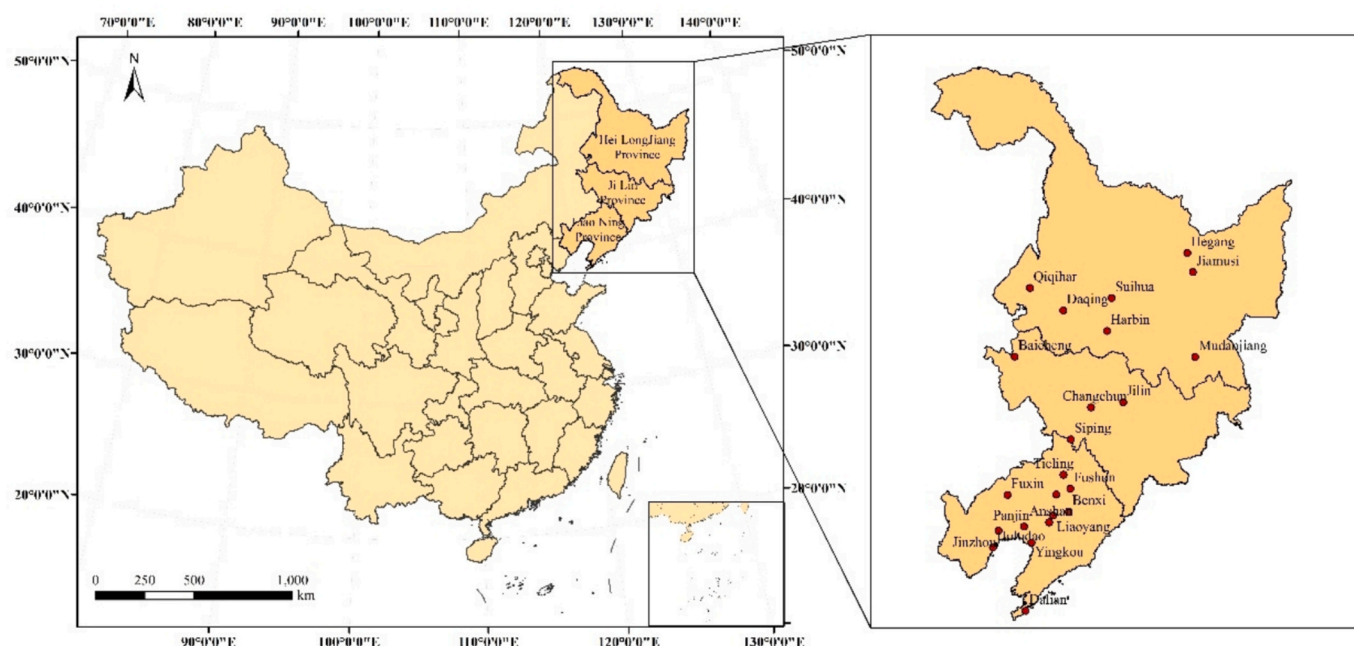 70°0'0"E 80°0'0"E 90°0'0"E 100°0'0"E 110°0'0"E 120°0'0"E 130°0'0"E 140°0'0"E
50°0'0"N
50°0'0"N
N
Hei LongJiang
Province
Ji Lin
Province
Liao Ning
Province
40°0'0"N
40°0'0"N
30°0'0"N
30°0'0"N
20°0'0"N
20°0'0"N
0 250 500 1,000
km
90°0'0"E 100°0'0"E 110°0'0"E 120°0'0"E 130°0'0"E
Hegang
Jiamusi
Qiqihar
Suihua
Daqing
Harbin
Baicheng
Mudanjiang
Changchun
Jilin
Siping
Tieling
Fuxin
Fushun
Benxi
Panjin
Anshan
Liaoyang
Jinzhou
Huludao
Yingkou
Dalian